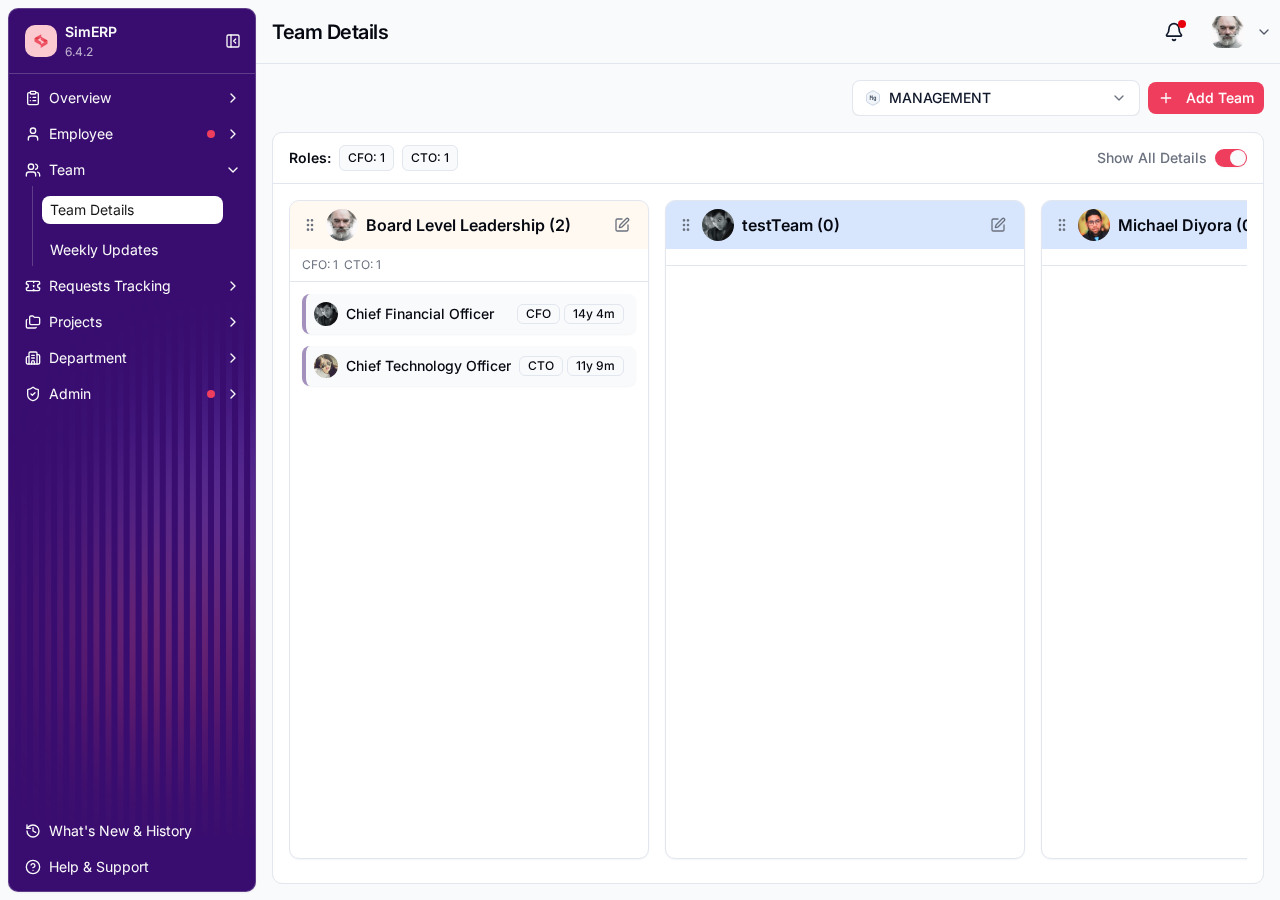 SimERP
6.4.2
Overview
Employee
Team
Team Details
Weekly Updates
Requests Tracking
Projects
Department
Admin
What's New & History
Help & Support
Team Details
MANAGEMENT
Add Team
Roles: CFO: 1 CTO: 1
Show All Details
Board Level Leadership (2)
CFO: 1 CTO: 1
Chief Financial Officer CFO 14y 4m
Chief Technology Officer CTO 11y 9m
testTeam (0)
Michael Diyora